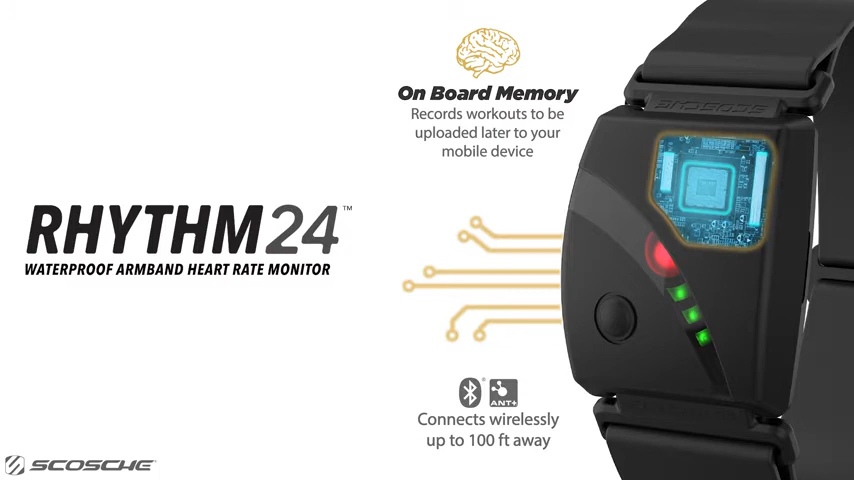 On Board Memory
Records workouts to be
uploaded later to your
mobile device
SCOSCHE
RHYTHM24™
WATERPROOF ARMBAND HEART RATE MONITOR
ANT+
Connects wirelessly
up to 100 ft away
SCOSCHE